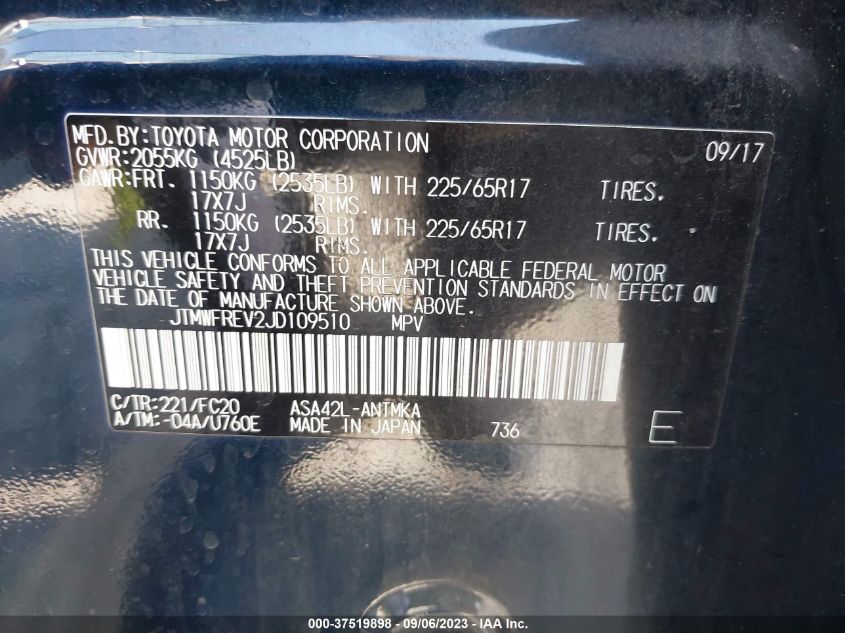 MFD.BY:TOYOTA MOTOR CORPORATION 09/17
GVWR:2055KG (4525LB)
GAWR:FRT. 1150KG (2535LB) WITH 225/65R17 TIRES.
17X7J RIMS.
RR. 1150KG (2535LB) WITH 225/65R17 TIRES.
17X7J RIMS.
THIS VEHICLE CONFORMS TO ALL APPLICABLE FEDERAL MOTOR
VEHICLE SAFETY AND THEFT PREVENTION STANDARDS IN EFFECT ON
THE DATE OF MANUFACTURE SHOWN ABOVE.
JTMWFREV2JD109510 MPV
C/TR:221/FC20 ASA42L-ANTMKA
A/TM:-04A/U760E MADE IN JAPAN 736 E
000-37519898 - 09/06/2023 - © IAA Inc.